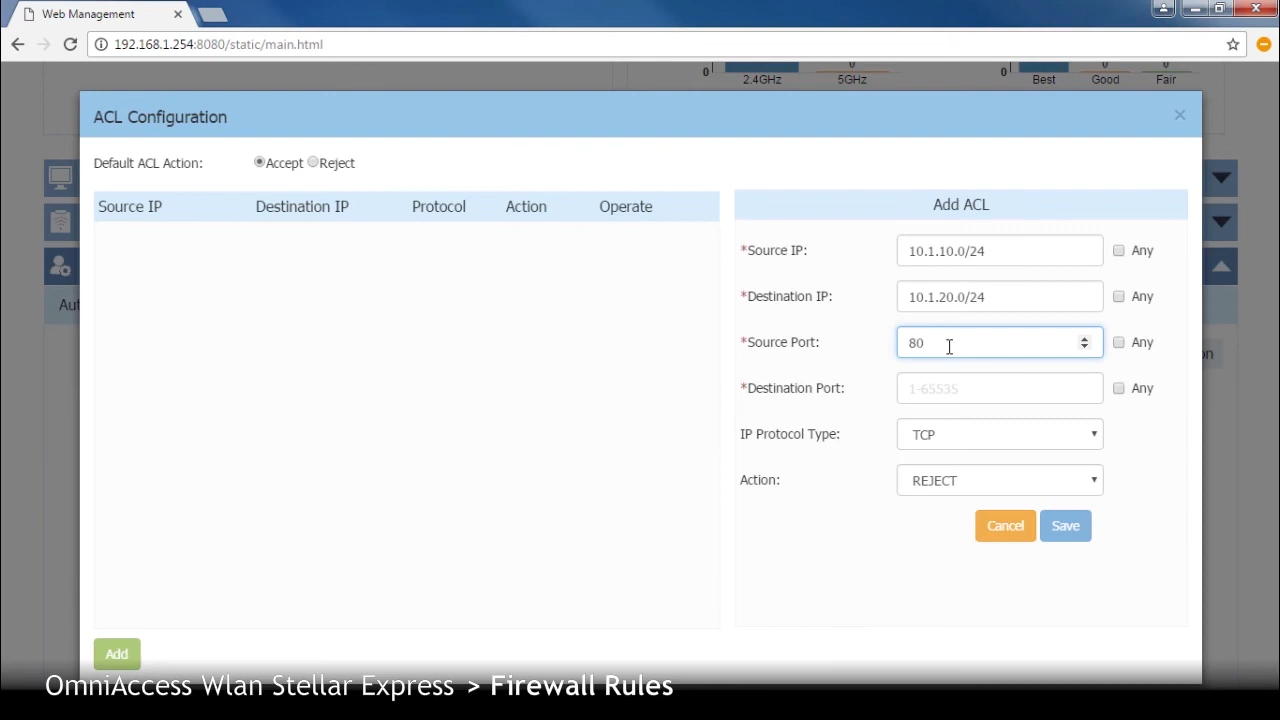 Web Management
192.168.1.254:8080/static/main.html
0 0 0 0 0
2.4GHz 5GHz Best Good Fair
ACL Configuration
Default ACL Action: Accept Reject
Source IP Destination IP Protocol Action Operate
Add ACL
*Source IP: 10.1.10.0/24 Any
*Destination IP: 10.1.20.0/24 Any
*Source Port: 80 Any
*Destination Port: 1-65535 Any
IP Protocol Type: TCP
Action: REJECT
Cancel Save
Add
OmniAccess Wlan Stellar Express > Firewall Rules